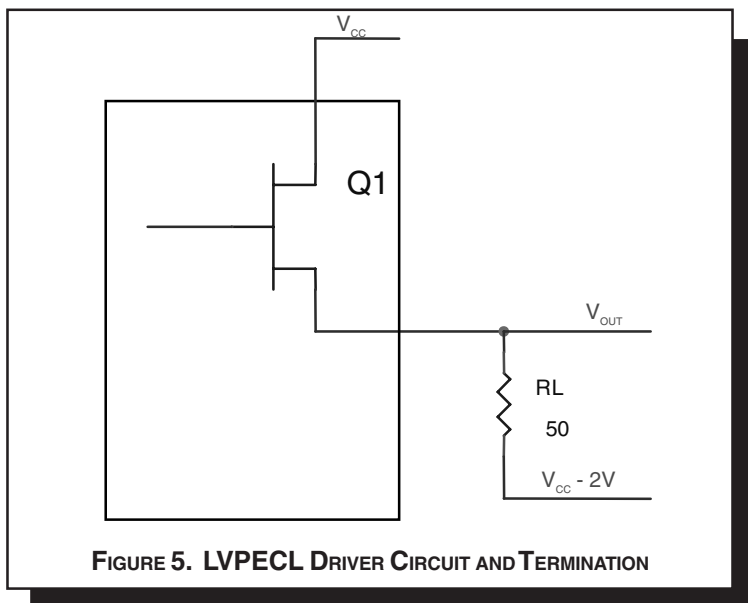 VCC
Q1
VOUT
RL
50
VCC - 2V
FIGURE 5. LVPECL DRIVER CIRCUIT AND TERMINATION